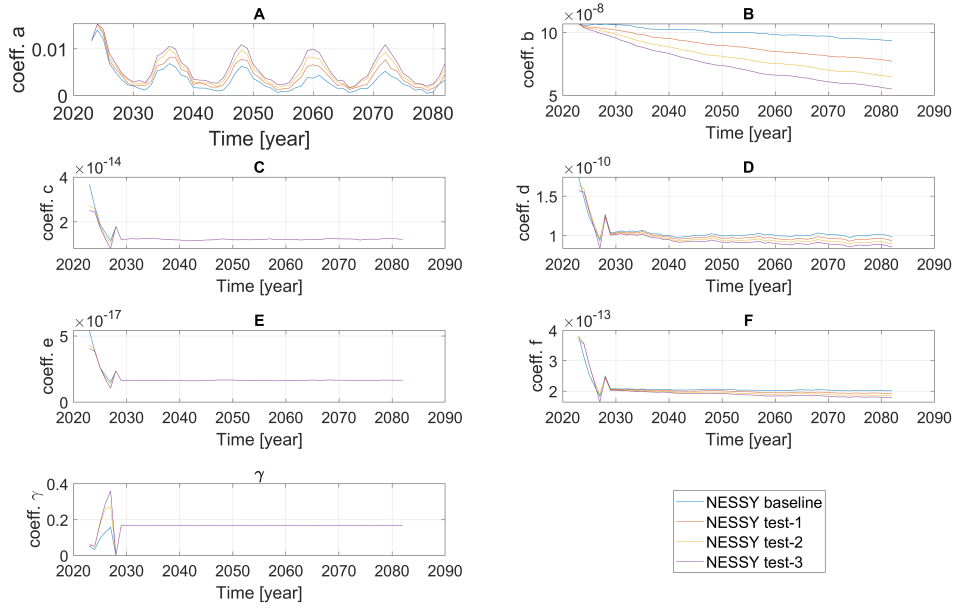 A
coeff. a
0.01
0
2020 2030 2040 2050 2060 2070 2080
Time [year]
B
×10-8
coeff. b
10
5
2020 2030 2040 2050 2060 2070 2080 2090
Time [year]
C
×10-14
coeff. c
4
2
2020 2030 2040 2050 2060 2070 2080 2090
Time [year]
D
×10-10
coeff. d
1.5
1
2020 2030 2040 2050 2060 2070 2080 2090
Time [year]
E
×10-17
coeff. e
5
0
2020 2030 2040 2050 2060 2070 2080 2090
Time [year]
F
×10-13
coeff. f
4
3
2
2020 2030 2040 2050 2060 2070 2080 2090
Time [year]
γ
coeff. γ
0.4
0.2
0
2020 2030 2040 2050 2060 2070 2080 2090
Time [year]
NESSY baseline
NESSY test-1
NESSY test-2
NESSY test-3